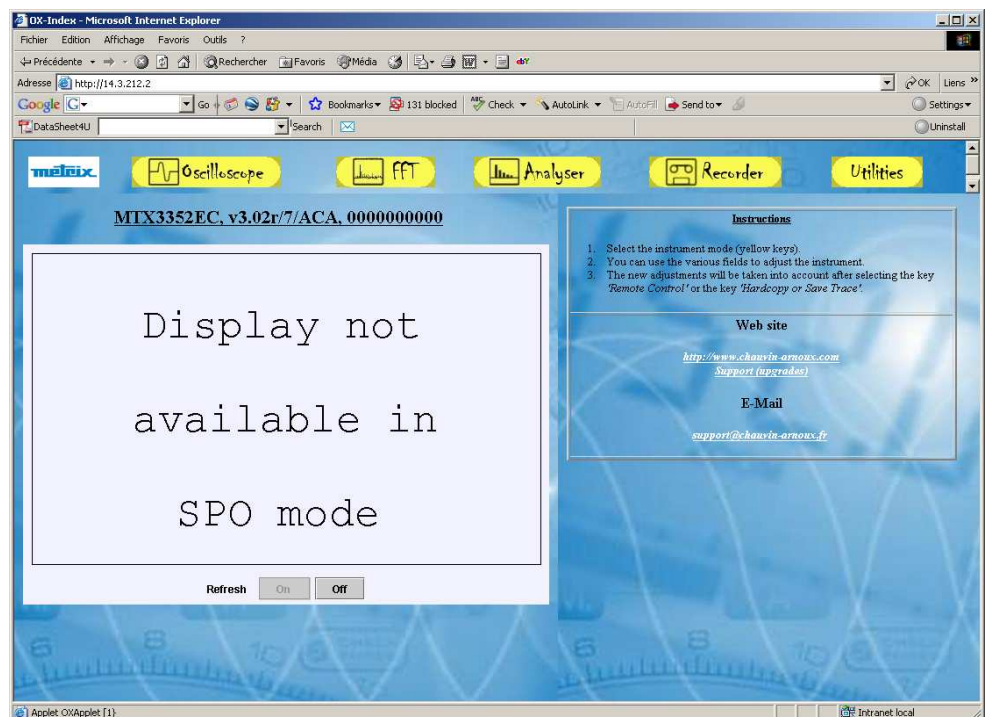 OX-Index - Microsoft Internet Explorer
Fichier Edition Affichage Favoris Outils ?
Précédente Rechercher Favoris Média
Adresse http://14.3.212.2 OK Liens »
Google G Go Bookmarks 131 blocked Check AutoLink AutoFill Send to Settings
DataSheet4U Search Uninstall
metrix Oscilloscope FFT Analyser Recorder Utilities
MTX3352EC, v3.02r/7/ACA, 0000000000
Display not
available in
SPO mode
Refresh On Off
Instructions
1. Select the instrument mode (yellow keys).
2. You can use the various fields to adjust the instrument.
3. The new adjustments will be taken into account after selecting the key
'Remote Control' or the key 'Hardcopy or Save Trace'.
Web site
http://www.chauvin-arnoux.com
Support (upgrades)
E-Mail
support@chauvin-arnoux.fr
Applet OXApplet [1] Intranet local